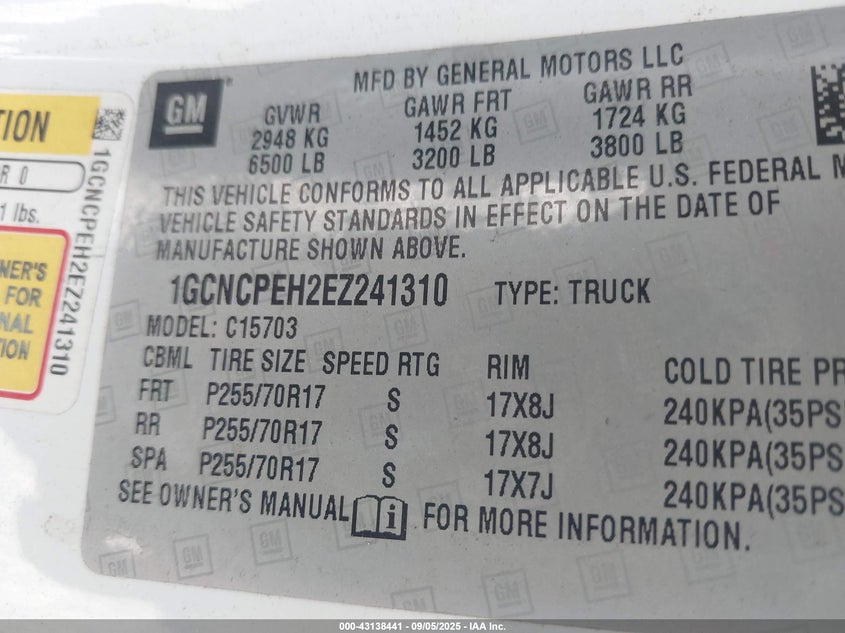 TION
R 0
1 lbs.
NER'S
FOR
NAL
TION
1GCNCPEH2EZ241310
GM
MFD BY GENERAL MOTORS LLC
GVWR GAWR FRT GAWR RR
2948 KG 1452 KG 1724 KG
6500 LB 3200 LB 3800 LB
THIS VEHICLE CONFORMS TO ALL APPLICABLE U.S. FEDERAL M
VEHICLE SAFETY STANDARDS IN EFFECT ON THE DATE OF
MANUFACTURE SHOWN ABOVE.
1GCNCPEH2EZ241310 TYPE: TRUCK
MODEL: C15703
CBML TIRE SIZE SPEED RTG RIM COLD TIRE PR
FRT P255/70R17 S 17X8J 240KPA(35PS
RR P255/70R17 S 17X8J 240KPA(35PS
SPA P255/70R17 S 17X7J 240KPA(35PS
SEE OWNER'S MANUAL i FOR MORE INFORMATION.
000-43138441 - 09/05/2025 - IAA Inc.